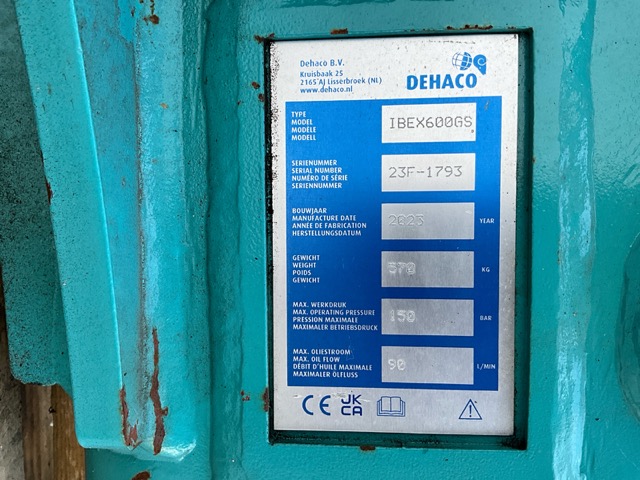 Dehaco B.V.
Kruisbaak 25
2165 AJ Lisserbroek (NL)
www.dehaco.nl
DEHACO
TYPE
MODEL
MODÈLE
MODELL
IBEX600GS
SERIENUMMER
SERIAL NUMBER
NUMÉRO DE SÉRIE
SERIENNUMMER
23F-1793
BOUWJAAR
MANUFACTURE DATE
ANNÉE DE FABRICATION
HERSTELLUNGSDATUM
2023
YEAR
GEWICHT
WEIGHT
POIDS
GEWICHT
570
KG
MAX. WERKDRUK
MAX. OPERATING PRESSURE
PRESSION MAXIMALE
MAXIMALER BETRIEBSDRUCK
150
BAR
MAX. OLIESTROOM
MAX. OIL FLOW
DÉBIT D'HUILE MAXIMALE
MAXIMALER ÖLFLUSS
90
L/MIN
CE
UK
CA